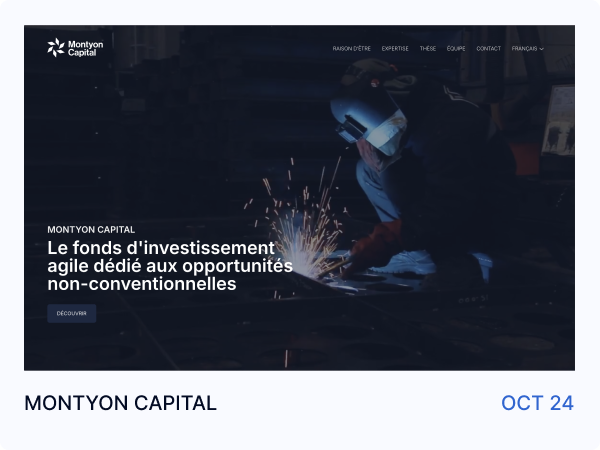 Montyon
Capital
RAISON D'ÊTRE EXPERTISE THÈSE ÉQUIPE CONTACT FRANÇAIS
MONTYON CAPITAL
Le fonds d'investissement
agile dédié aux opportunités
non-conventionnelles
DÉCOUVRIR
MONTYON CAPITAL OCT 24